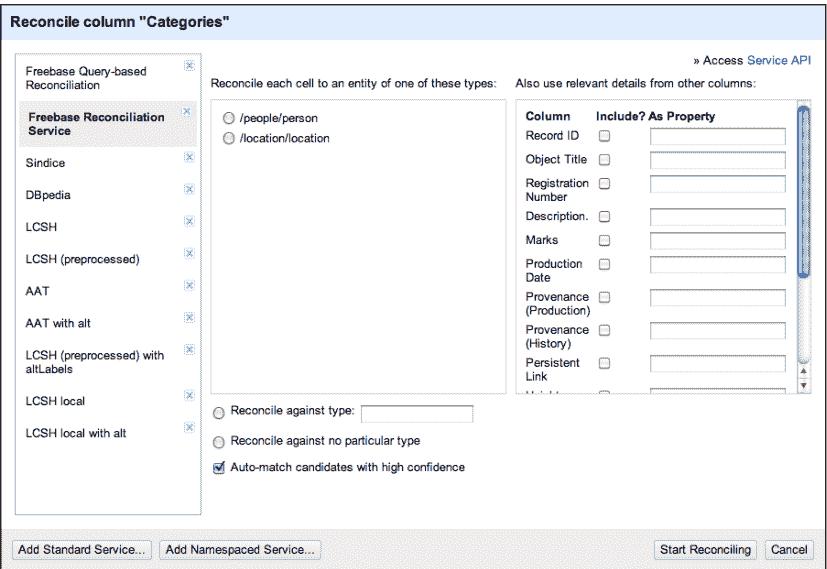 Reconcile column "Categories"
» Access Service API
Freebase Query-based
Reconciliation
Freebase Reconciliation
Service
Sindice
DBpedia
LCSH
LCSH (preprocessed)
AAT
AAT with alt
LCSH (preprocessed) with
altLabels
LCSH local
LCSH local with alt
Reconcile each cell to an entity of one of these types:
/people/person
/location/location
Also use relevant details from other columns:
Column Include? As Property
Record ID
Object Title
Registration
Number
Description.
Marks
Production
Date
Provenance
(Production)
Provenance
(History)
Persistent
Link
Reconcile against type:
Reconcile against no particular type
Auto-match candidates with high confidence
Add Standard Service...
Add Namespaced Service...
Start Reconciling
Cancel